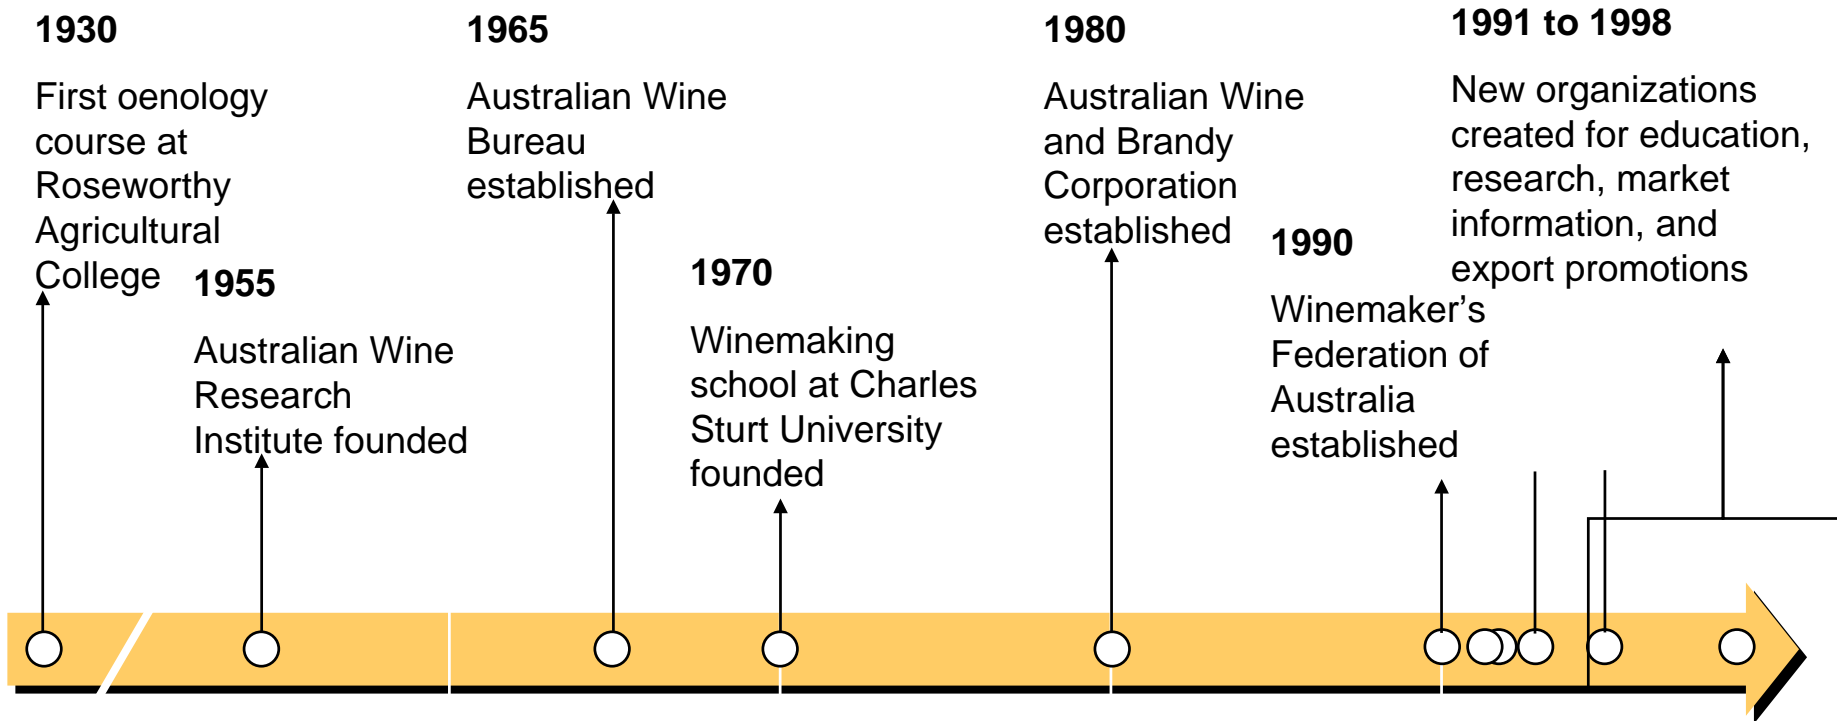 1930
First oenology
course at
Roseworthy
Agricultural
College
1955
Australian Wine
Research
Institute founded
1965
Australian Wine
Bureau
established
1970
Winemaking
school at Charles
Sturt University
founded
1980
Australian Wine
and Brandy
Corporation
established
1990
Winemaker’s
Federation of
Australia
established
1991 to 1998
New organizations
created for education,
research, market
information, and
export promotions